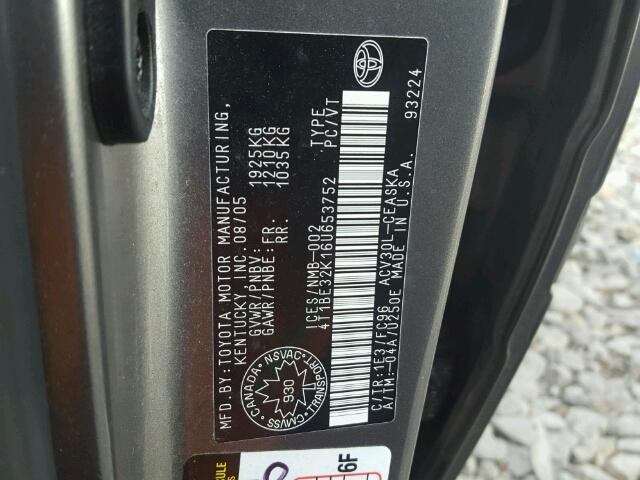 MFD.BY: TOYOTA MOTOR MANUFACTURING,
KENTUCKY, INC. 08/05
GVWR/PNBV: 1925KG
GAWR/PNBE: FR. 1210KG
RR. 1035KG
ICES/NMB-002 TYPE
4T1BE32K16U653752 PC/VT
C/TR:1E3 /FC96 ACV30L-CEASKA
A/TM:-04A/U250E MADE IN U.S.A.
93224
CANADA NSVAC
930
CMVSS TRANSPORT
6F